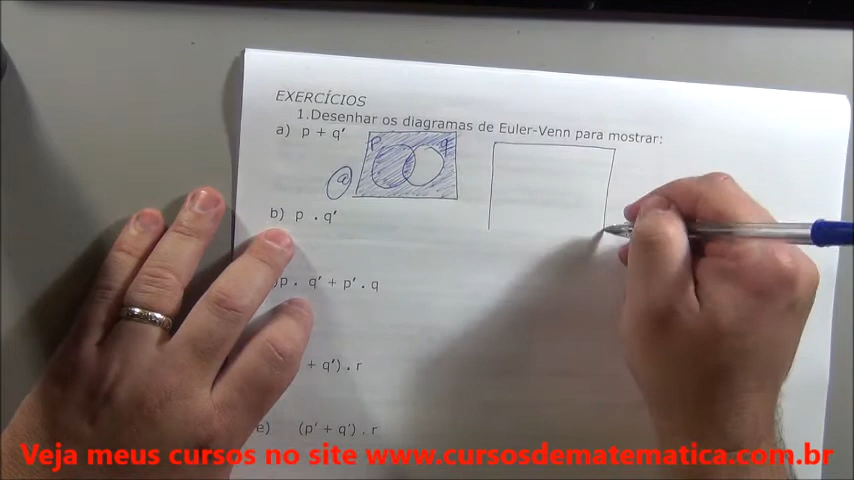 EXERCÍCIOS
1.Desenhar os diagramas de Euler-Venn para mostrar:
a) p + q'
p q
a
b) p . q'
)p . q' + p' . q
+ q') . r
e) (p' + q') . r
Veja meus cursos no site www.cursosdematematica.com.br